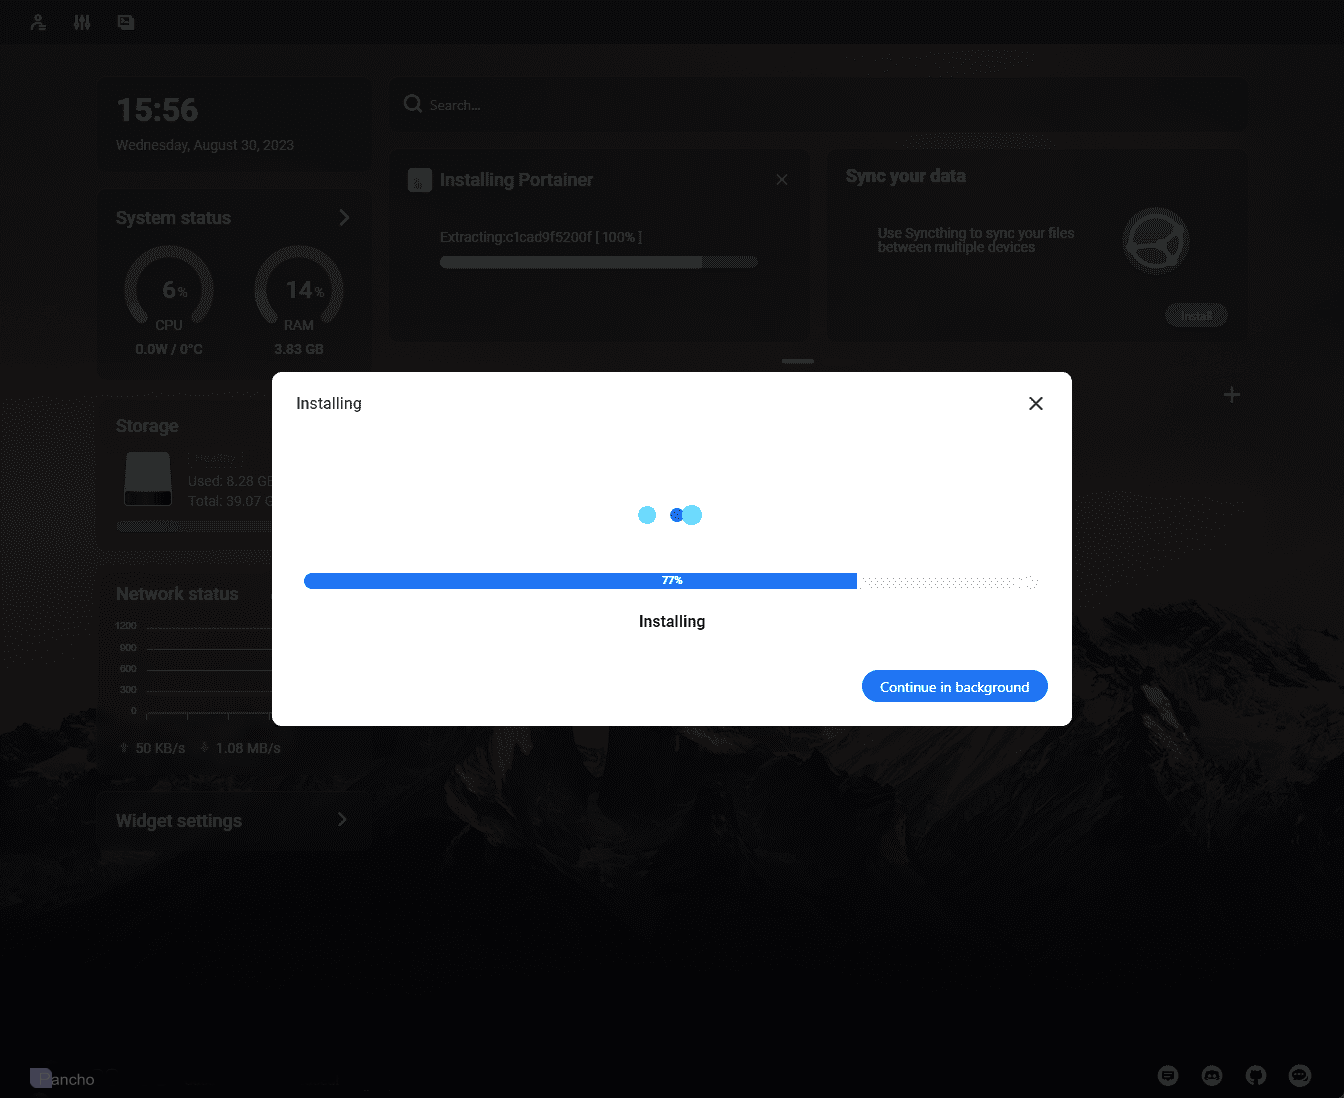 15:56
Wednesday, August 30, 2023
Search...
System status
6%
CPU
0.0W / 0°C
14%
RAM
3.83 GB
Installing Portainer
Extracting:c1cad9f5200f [ 100% ]
Sync your data
Use Syncthing to sync your files
between multiple devices
Install
Storage
Healthy
Used: 8.28 GB
Total: 39.07
Installing
77%
Installing
Continue in background
Network status
1200
900
600
300
0
50 KB/s
1.08 MB/s
Widget settings
Rancho